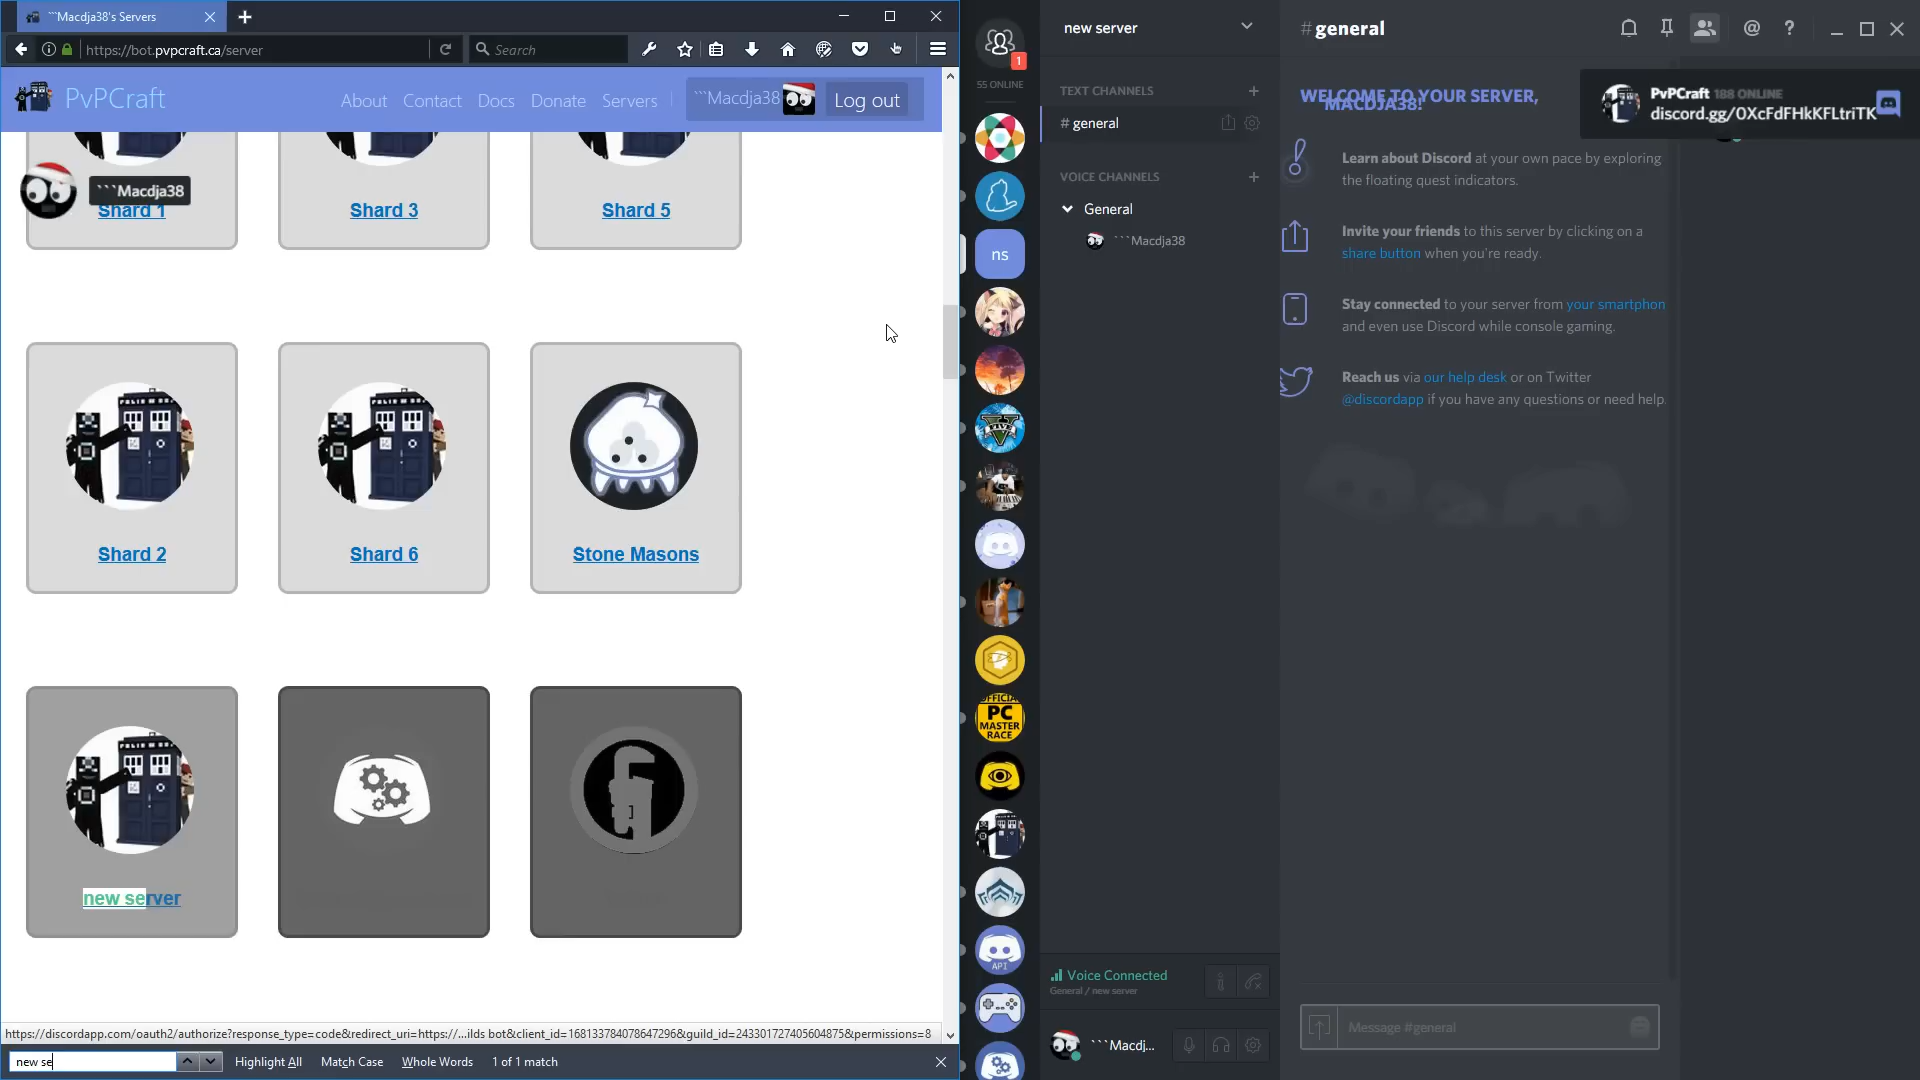 ```Macdja38's Servers
https://bot.pvpcraft.ca/server
Search
PvPCraft
About
Contact
Docs
Donate
Servers
```Macdja38
Log out
```Macdja38
Shard 1
Shard 3
Shard 5
Shard 2
Shard 6
Stone Masons
new server
https://discordapp.com/oauth2/authorize?response_type=code&redirect_uri=https://...ilds bot&client_id=168133784078647296&guild_id=243301727405604875&permissions=8
new se
Highlight All
Match Case
Whole Words
1 of 1 match
1
55 ONLINE
ns
OFFICIAL
PC
MASTER
RACE
API
new server
TEXT CHANNELS
# general
VOICE CHANNELS
General
```Macdja38
Voice Connected
General / new server
```Macdj...
# general
WELCOME TO YOUR SERVER,
MACDJA38!
PvPCraft 188 ONLINE
discord.gg/0XcFdFHkKFLtriTK
Learn about Discord at your own pace by exploring
the floating quest indicators.
Invite your friends to this server by clicking on a
share button when you're ready.
Stay connected to your server from your smartphon
and even use Discord while console gaming.
Reach us via our help desk or on Twitter
@discordapp if you have any questions or need help.
Message #general